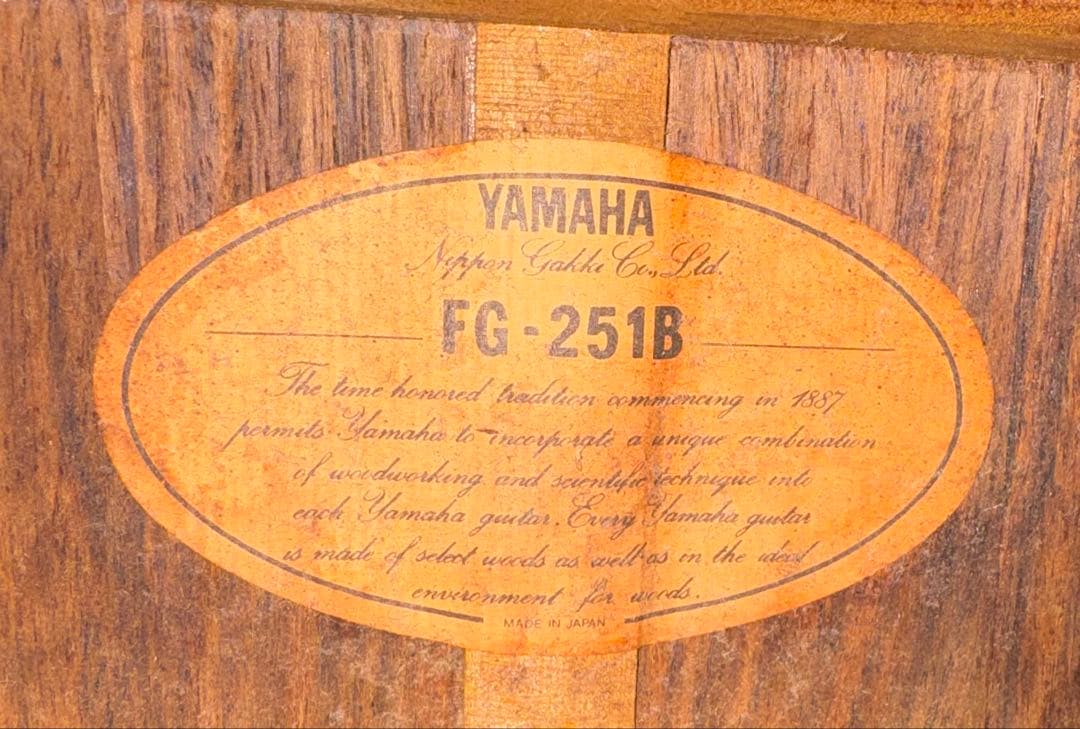 YAMAHA
Nippon Gakki Co., Ltd.
FG-251B
The time honored tradition commencing in 1887
permits Yamaha to incorporate a unique combination
of woodworking and scientific technique into
each Yamaha guitar. Every Yamaha guitar
is made of select woods as well as in the ideal
environment for woods.
MADE IN JAPAN